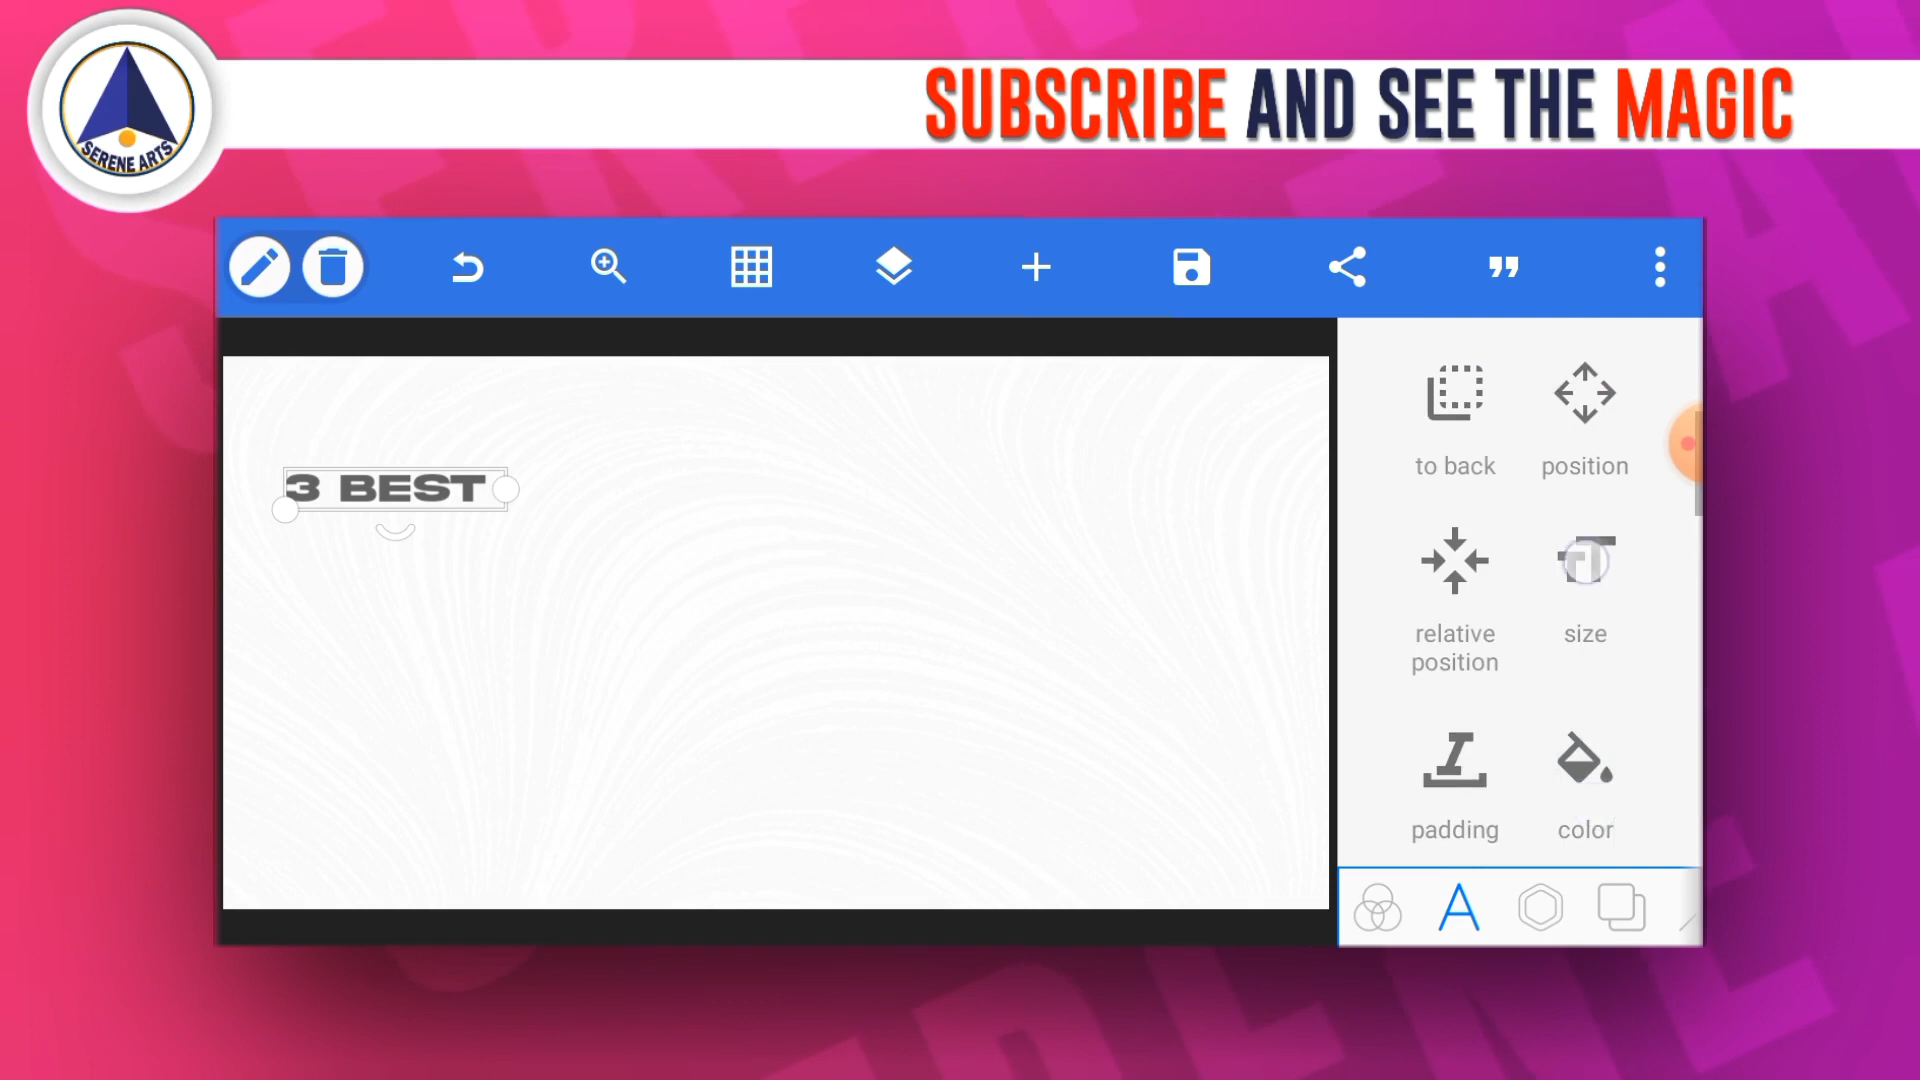 SUBSCRIBE AND SEE THE MAGIC
SERENE ARTS
3 BEST
to back
position
relative
position
size
padding
color